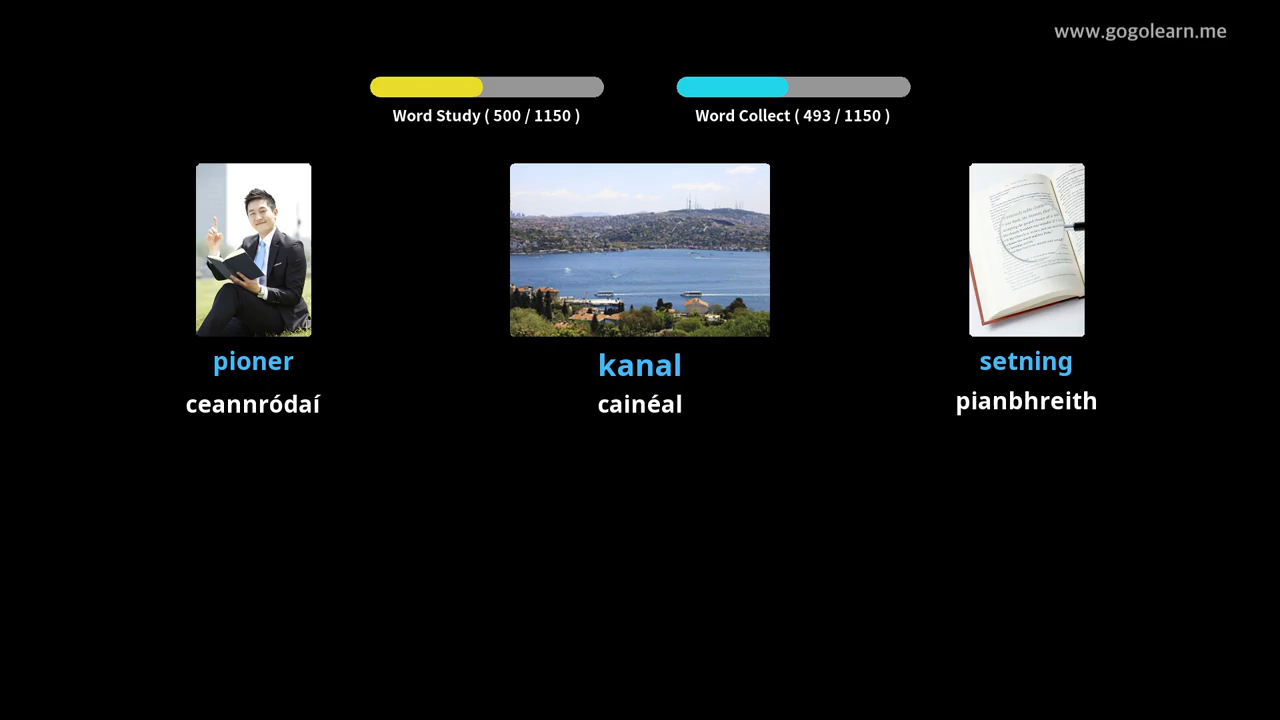 www.gogolearn.me
Word Study ( 500 / 1150 )
Word Collect ( 493 / 1150 )
pioner
kanal
setning
ceannródaí
cainéal
pianbhreith